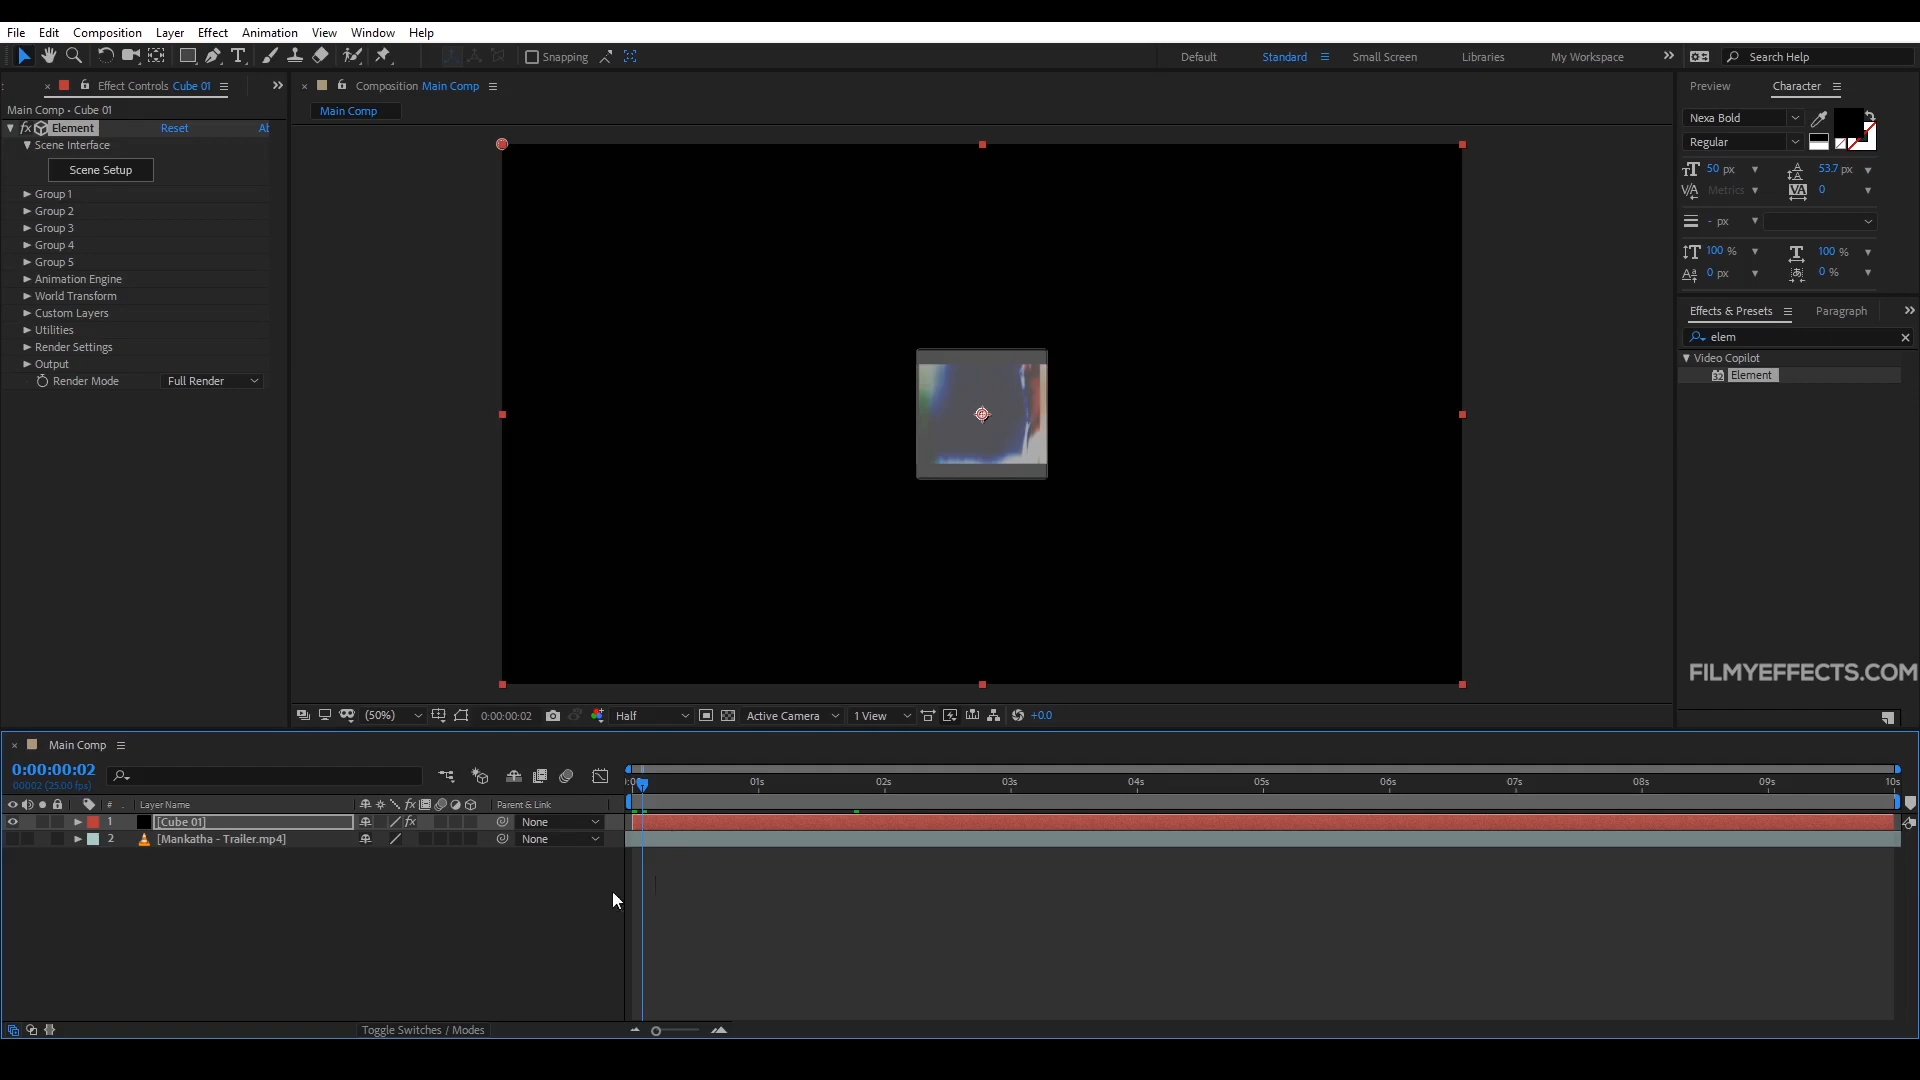 File Edit Composition Layer Effect Animation View Window Help
Snapping Default Standard Small Screen Libraries My Workspace Search Help
Effect Controls Cube 01
Main Comp • Cube 01
fx Element Reset Ab
Scene Interface
Scene Setup
Group 1
Group 2
Group 3
Group 4
Group 5
Animation Engine
World Transform
Custom Layers
Utilities
Render Settings
Output
Render Mode Full Render
Composition Main Comp
Main Comp
(50%) 0:00:00:02 Half Active Camera 1 View +0.0
Preview Character
Nexa Bold
Regular
50 px 53.7 px
Metrics 0
- px
100 % 100 %
0 px 0 %
Effects & Presets Paragraph
elem
Video Copilot
Element
FILMYEFFECTS.COM
Main Comp
0:00:00:02
00002 (25.00 fps)
01s 02s 03s 04s 05s 06s 07s 08s 09s 10s
# Layer Name Parent & Link
1 [Cube 01] None
2 [Mankatha - Trailer.mp4] None
Toggle Switches / Modes